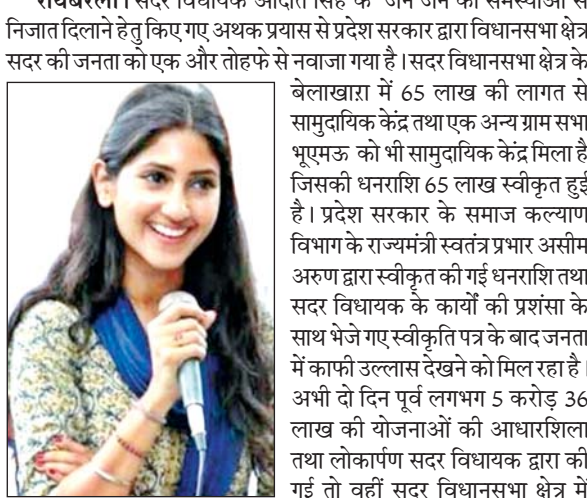 रायबरेली। सदर विधायक अदिति सिंह के जन जन की समस्याओं से
निजात दिलाने हेतु किए गए अथक प्रयास से प्रदेश सरकार द्वारा विधानसभा क्षेत्र
सदर की जनता को एक और तोहफे से नवाजा गया है। सदर विधानसभा क्षेत्र के
बेलाखाऱा में 65 लाख की लागत से
सामुदायिक केंद्र तथा एक अन्य ग्राम सभा
भूएमऊ को भी सामुदायिक केंद्र मिला है
जिसकी धनराशि 65 लाख स्वीकृत हुई
है। प्रदेश सरकार के समाज कल्याण
विभाग के राज्यमंत्री स्वतंत्र प्रभार असीम
अरुण द्वारा स्वीकृत की गई धनराशि तथा
सदर विधायक के कार्यों की प्रशंसा के
साथ भेजे गए स्वीकृति पत्र के बाद जनता
में काफी उल्लास देखने को मिल रहा है।
अभी दो दिन पूर्व लगभग 5 करोड़ 36
लाख की योजनाओं की आधारशिला
तथा लोकार्पण सदर विधायक द्वारा की
गई तो वहीं सदर विधानसभा क्षेत्र में